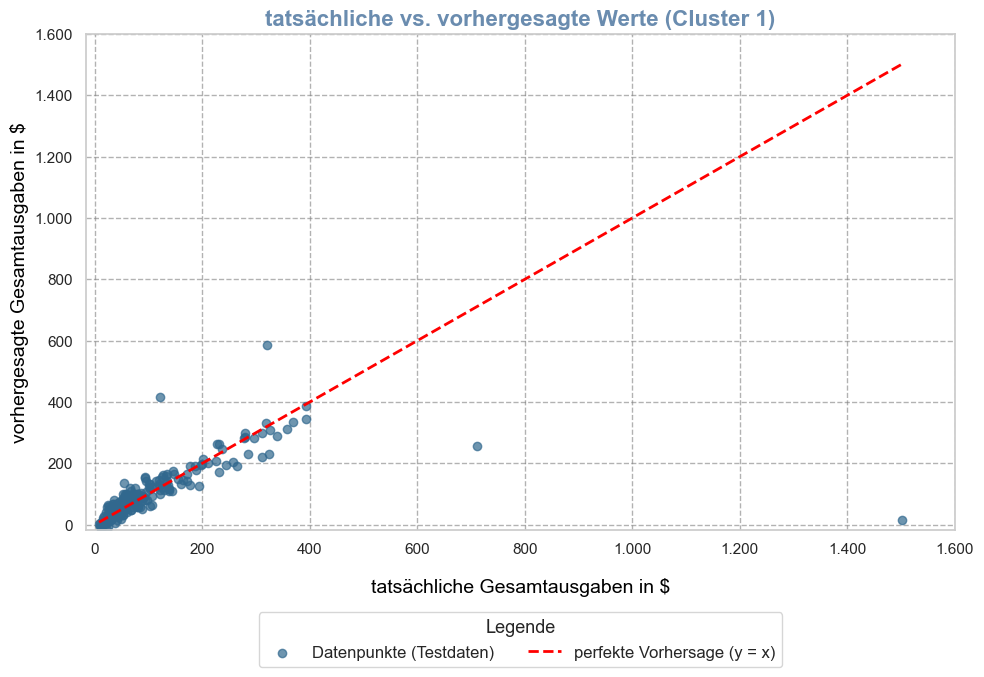 tatsächliche vs. vorhergesagte Werte (Cluster 1)
vorhergesagte Gesamtausgaben in $
1.600
1.400
1.200
1.000
800
600
400
200
0
0 200 400 600 800 1.000 1.200 1.400 1.600
tatsächliche Gesamtausgaben in $
Legende
Datenpunkte (Testdaten) perfekte Vorhersage (y = x)